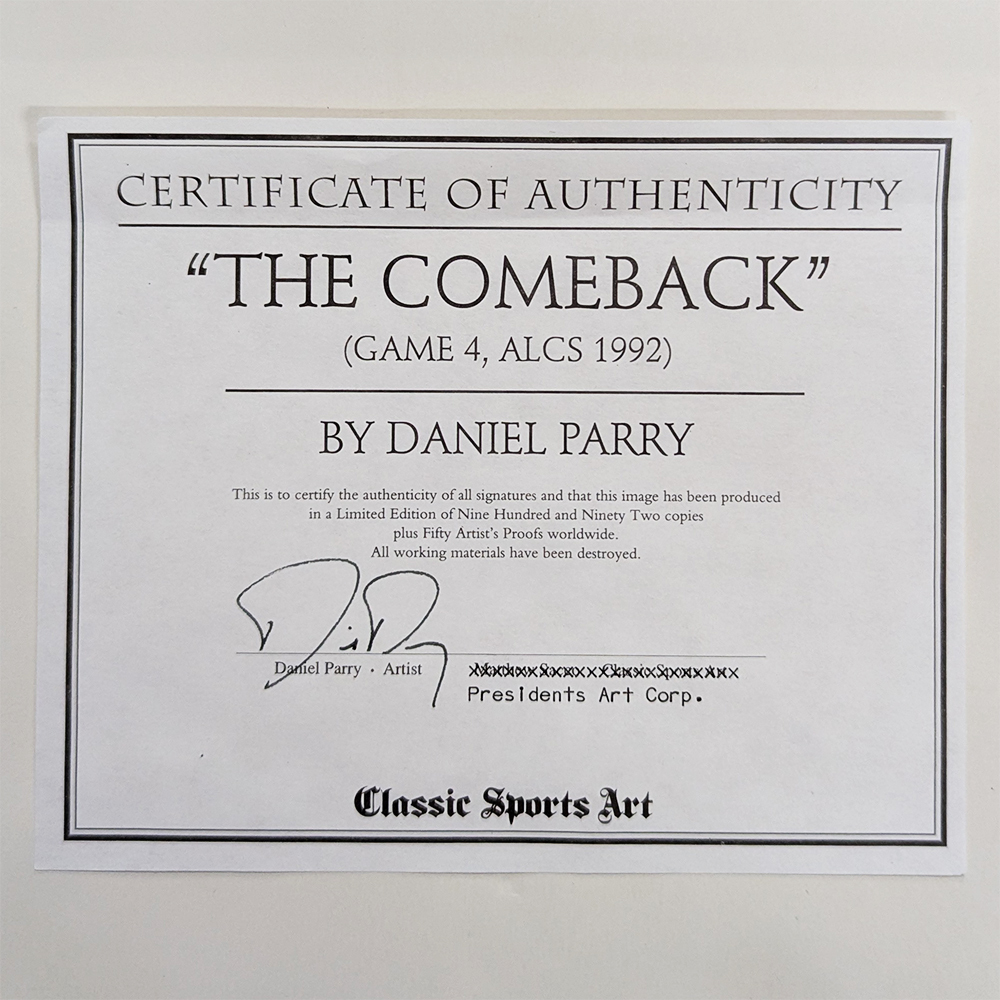 CERTIFICATE OF AUTHENTICITY
“THE COMEBACK”
(GAME 4, ALCS 1992)
BY DANIEL PARRY
This is to certify the authenticity of all signatures and that this image has been produced
in a Limited Edition of Nine Hundred and Ninety Two copies
plus Fifty Artist’s Proofs worldwide.
All working materials have been destroyed.
Daniel Parry · Artist
Presidents Art Corp.
Classic Sports Art